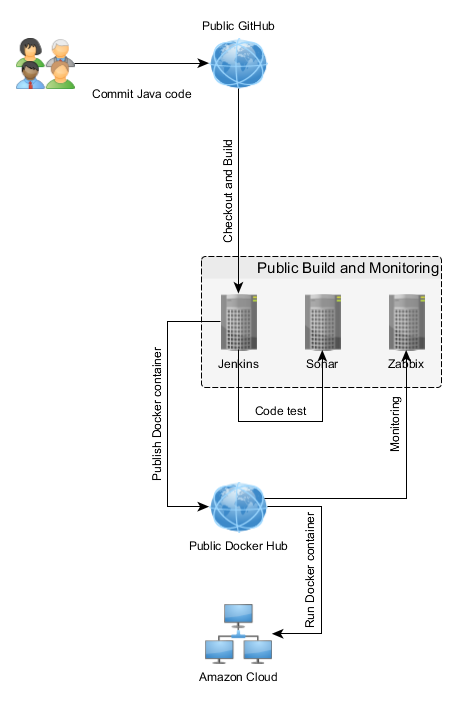 Public GitHub
Commit Java code
Checkout and Build
Public Build and Monitoring
Jenkins
Sonar
Zabbix
Code test
Publish Docker container
Monitoring
Public Docker Hub
Run Docker container
Amazon Cloud